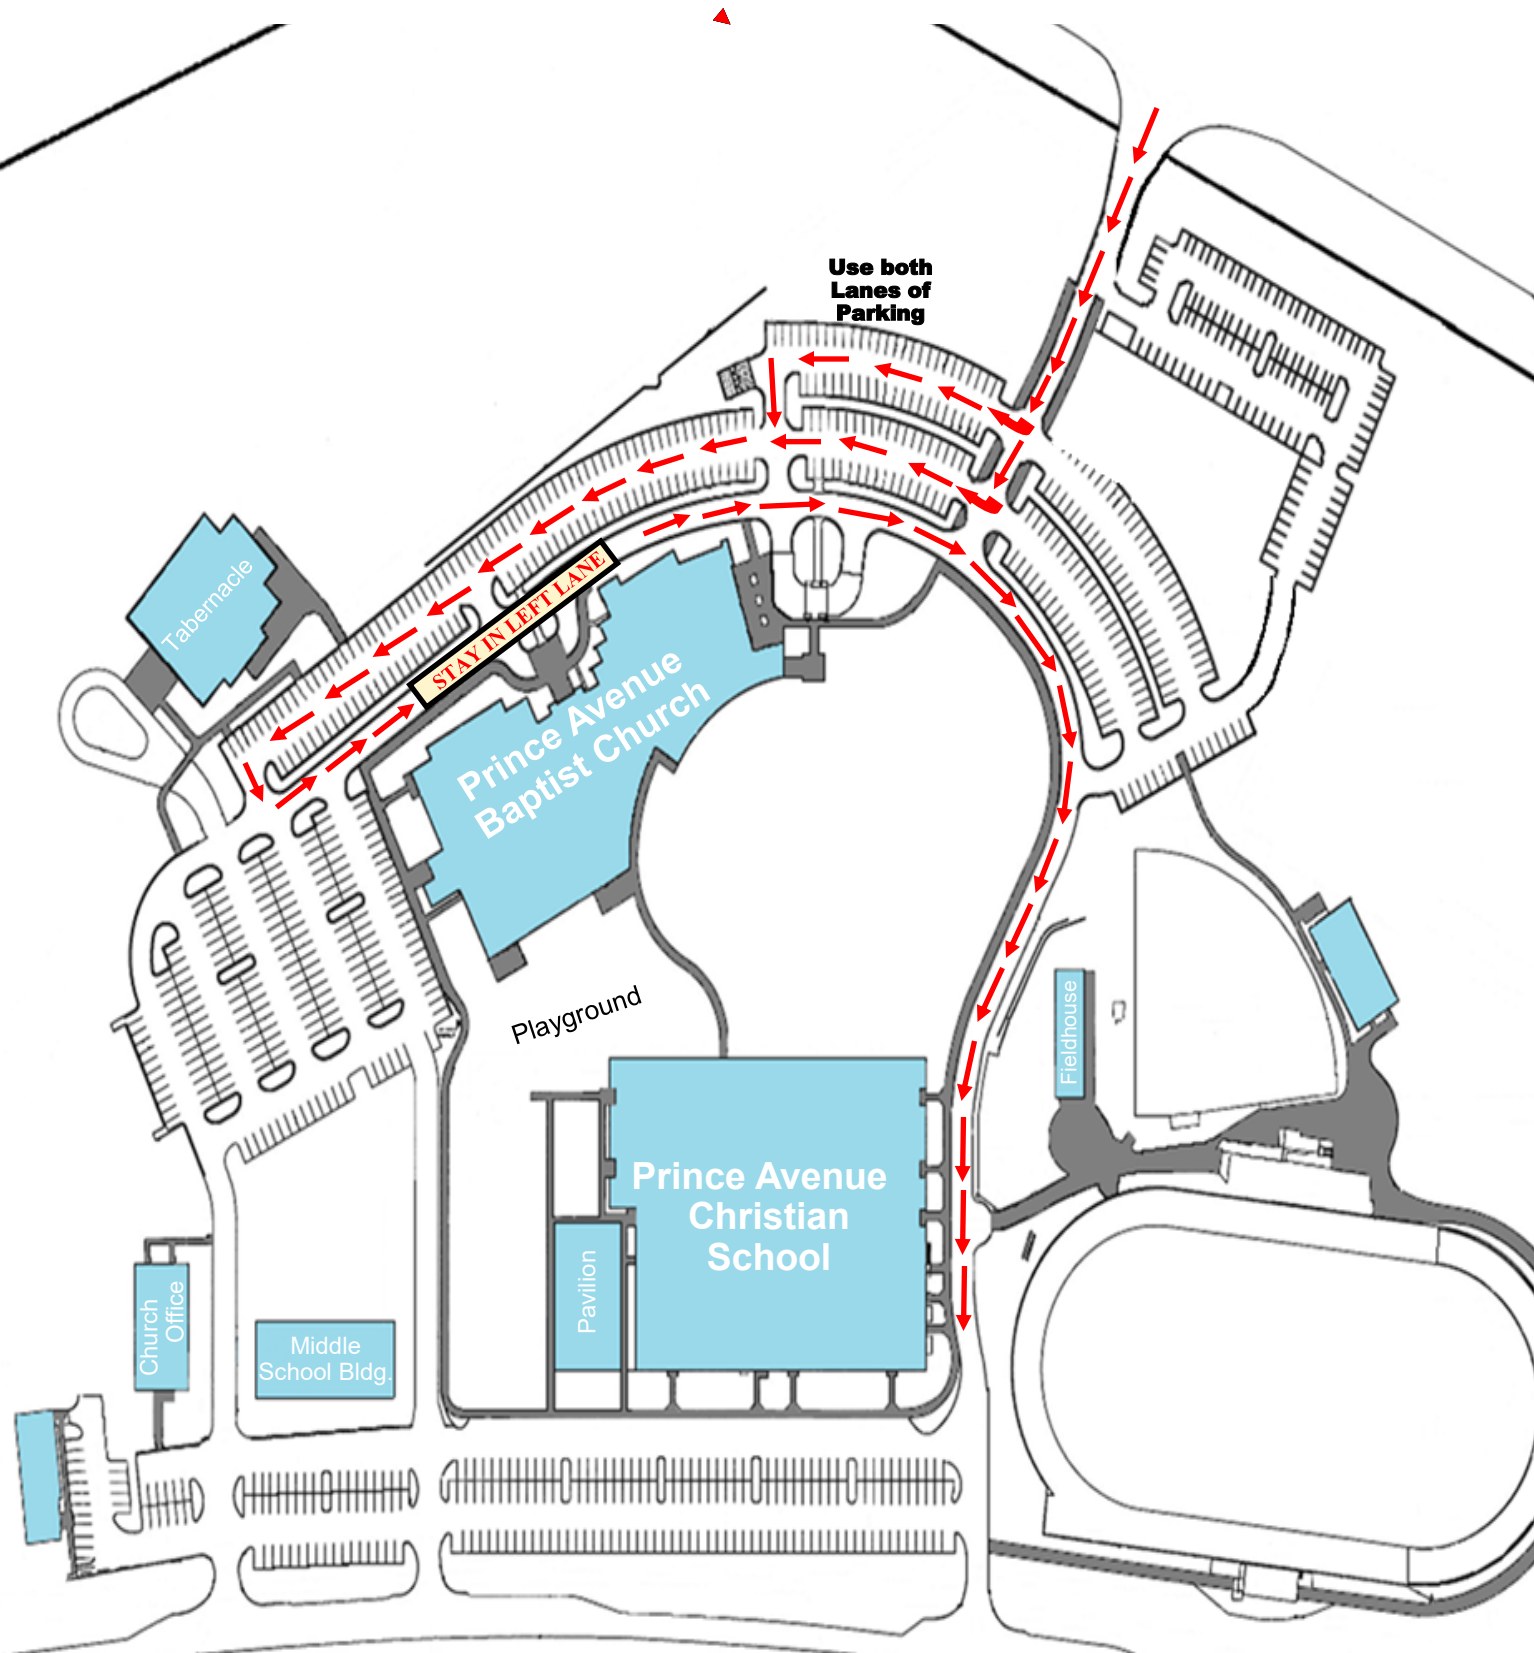 Use both
Lanes of
Parking
Tabernacle
STAY IN LEFT LANE
Prince Avenue
Baptist Church
Playground
Fieldhouse
Prince Avenue
Christian
School
Pavilion
Church
Office
Middle
School Bldg.